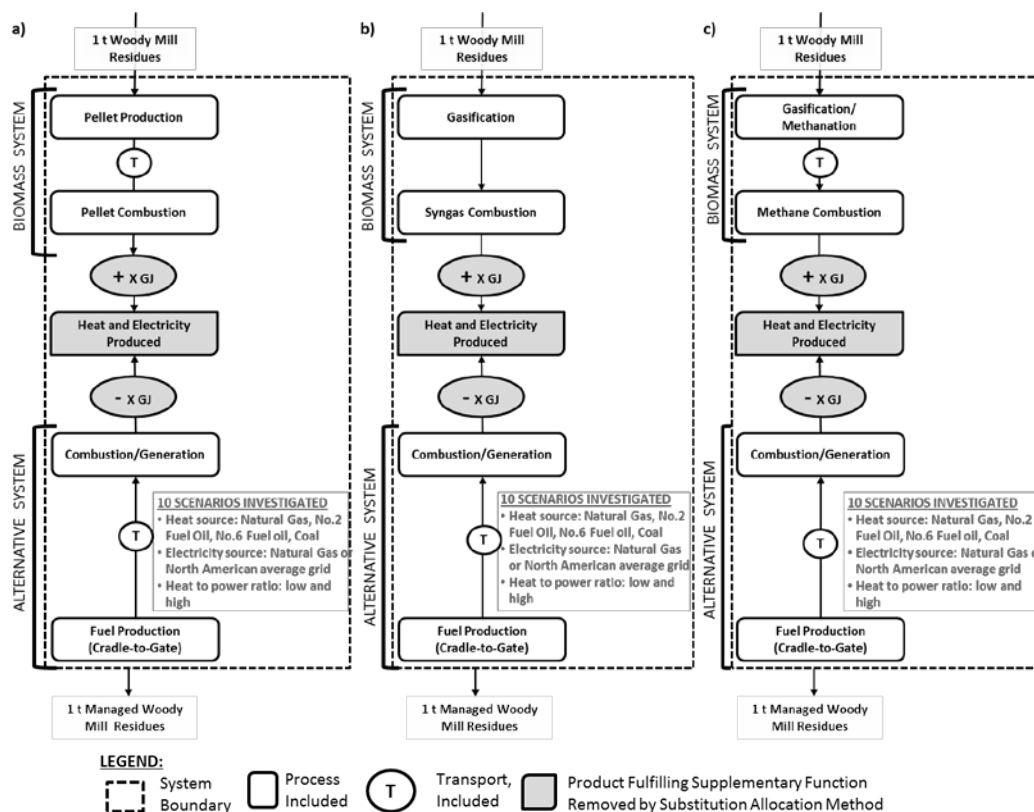 a)
1 t Woody Mill
Residues
BIOMASS SYSTEM
Pellet Production
T
Pellet Combustion
+ X GJ
Heat and Electricity
Produced
- X GJ
ALTERNATIVE SYSTEM
Combustion/Generation
10 SCENARIOS INVESTIGATED
• Heat source: Natural Gas, No.2
Fuel Oil, No.6 Fuel oil, Coal
• Electricity source: Natural Gas or
North American average grid
• Heat to power ratio: low and
high
T
Fuel Production
(Cradle-to-Gate)
1 t Managed Woody
Mill Residues
b)
1 t Woody Mill
Residues
BIOMASS SYSTEM
Gasification
Syngas Combustion
+ X GJ
Heat and Electricity
Produced
- X GJ
ALTERNATIVE SYSTEM
Combustion/Generation
10 SCENARIOS INVESTIGATED
• Heat source: Natural Gas, No.2
Fuel Oil, No.6 Fuel oil, Coal
• Electricity source: Natural Gas
or North American average grid
• Heat to power ratio: low and
high
T
Fuel Production
(Cradle-to-Gate)
1 t Managed Woody
Mill Residues
c)
1 t Woody Mill
Residues
BIOMASS SYSTEM
Gasification/
Methanation
T
Methane Combustion
+ X GJ
Heat and Electricity
Produced
- X GJ
ALTERNATIVE SYSTEM
Combustion/Generation
10 SCENARIOS INVESTIGATED
• Heat source: Natural Gas, No.2
Fuel Oil, No.6 Fuel oil, Coal
• Electricity source: Natural Gas or
North American average grid
• Heat to power ratio: low and
high
T
Fuel Production
(Cradle-to-Gate)
1 t Managed Woody
Mill Residues
LEGEND:
System
Boundary
Process
Included
T
Transport,
Included
Product Fulfilling Supplementary Function
Removed by Substitution Allocation Method